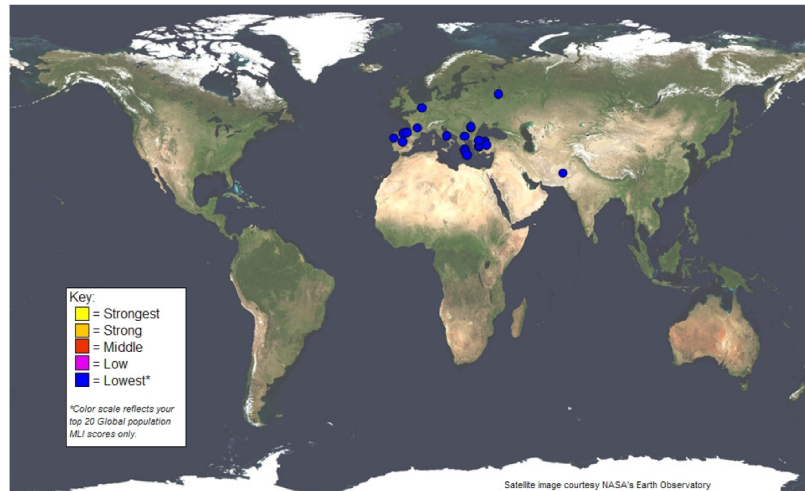 Key:
= Strongest
= Strong
= Middle
= Low
= Lowest*
*Color scale reflects your
top 20 Global population
MLI scores only.
Satellite image courtesy NASA's Earth Observatory